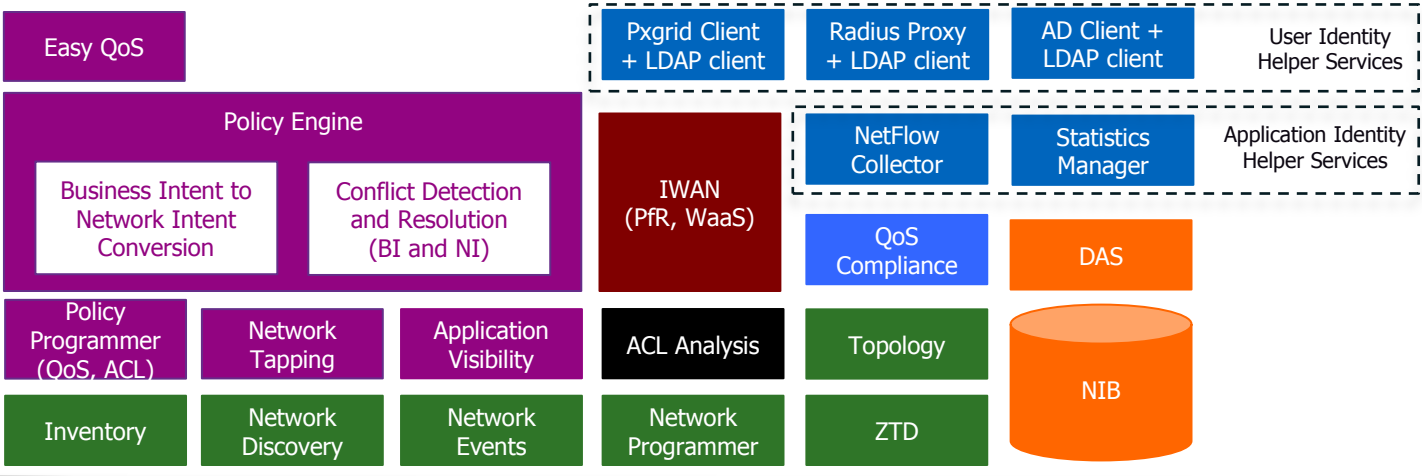 Easy QoS
Pxgrid Client
+ LDAP client
Radius Proxy
+ LDAP client
AD Client +
LDAP client
User Identity
Helper Services
Policy Engine
Business Intent to
Network Intent
Conversion
Conflict Detection
and Resolution
(BI and NI)
IWAN
(PfR, WaaS)
NetFlow
Collector
Statistics
Manager
Application Identity
Helper Services
QoS
Compliance
DAS
Policy
Programmer
(QoS, ACL)
Network
Tapping
Application
Visibility
ACL Analysis
Topology
NIB
Inventory
Network
Discovery
Network
Events
Network
Programmer
ZTD